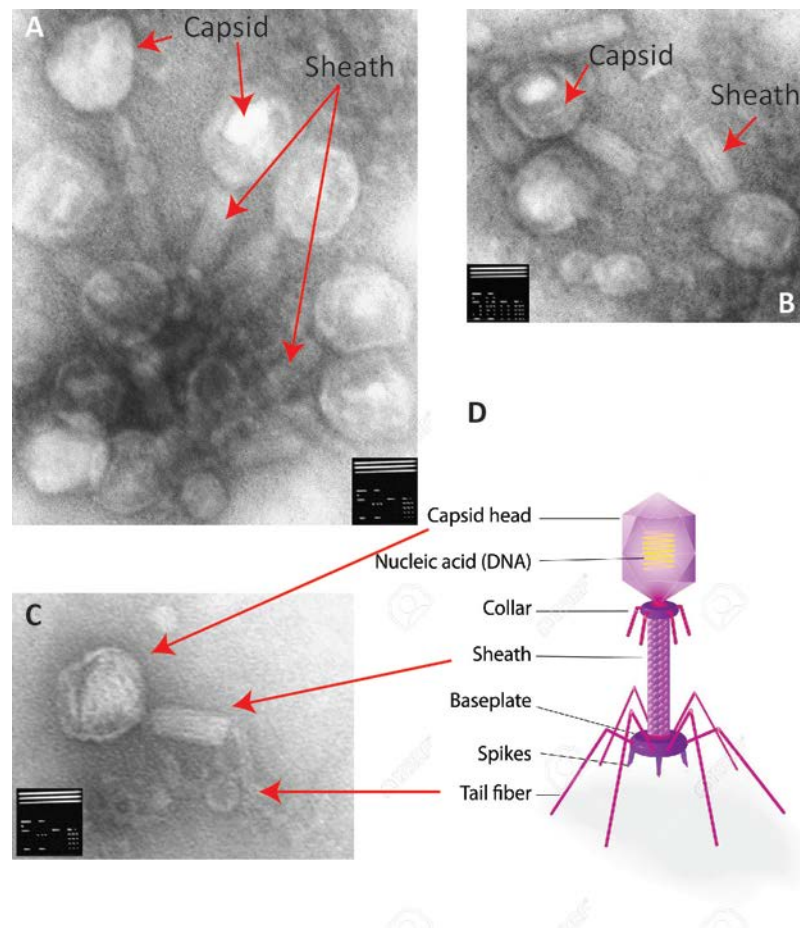 A
Capsid
Sheath
Capsid
Sheath
B
D
Capsid head
Nucleic acid (DNA)
Collar
C
Sheath
Baseplate
Spikes
Tail fiber